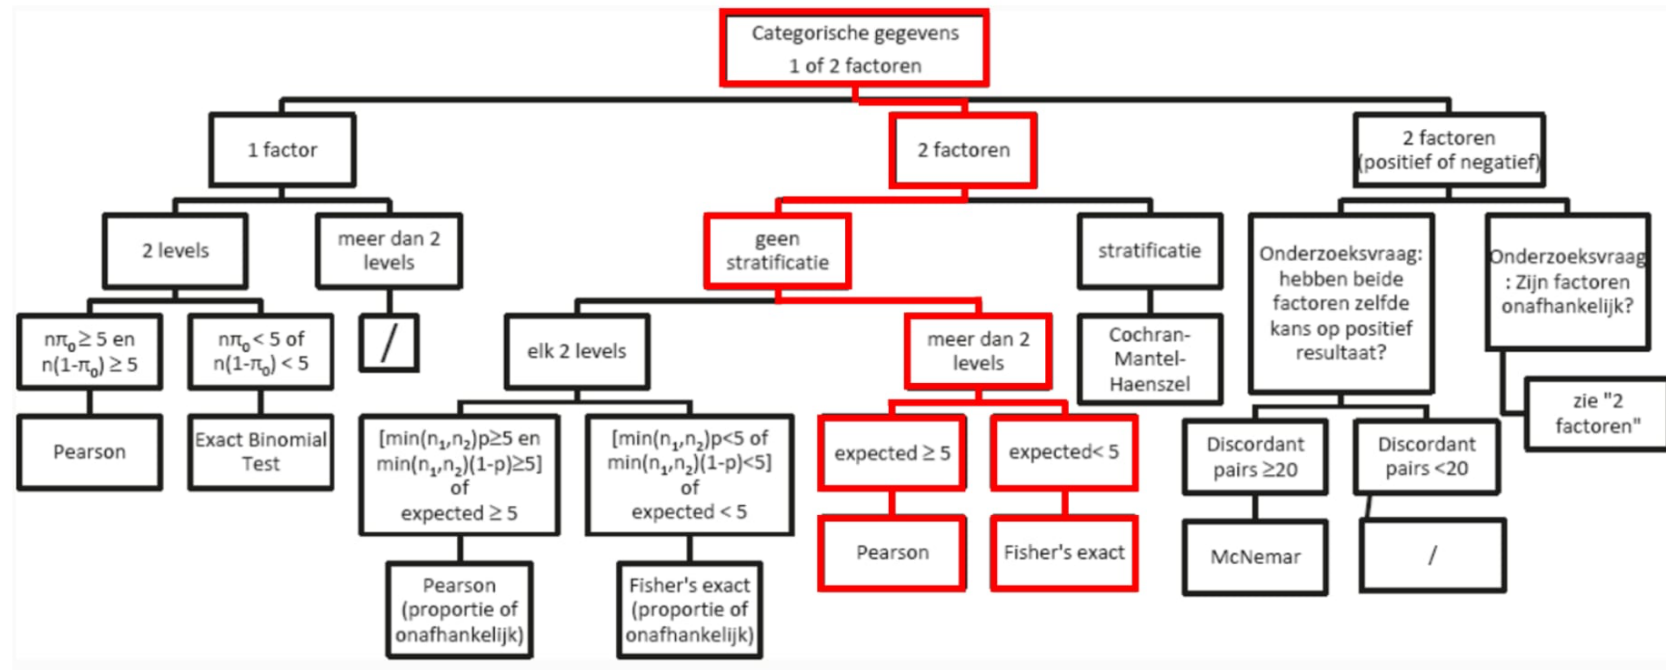 Categorische gegevens
1 of 2 factoren
1 factor
2 factoren
2 factoren
(positief of negatief)
2 levels
meer dan 2
levels
geen
stratificatie
stratificatie
Onderzoeksvraag:
hebben beide
factoren zelfde
kans op positief
resultaat?
Onderzoeksvraag
: Zijn factoren
onafhankelijk?
nπ₀ ≥ 5 en
n(1-π₀) ≥ 5
nπ₀ < 5 of
n(1-π₀) < 5
/
elk 2 levels
meer dan 2
levels
Cochran-
Mantel-
Haenszel
zie "2
factoren"
Pearson
Exact Binomial
Test
[min(n₁,n₂)p≥5 en
min(n₁,n₂)(1-p)≥5]
of
expected ≥ 5
[min(n₁,n₂)p<5 of
min(n₁,n₂)(1-p)<5]
of
expected < 5
expected ≥ 5
expected< 5
Discordant
pairs ≥20
Discordant
pairs <20
Pearson
(proportie of
onafhankelijk)
Fisher's exact
(proportie of
onafhankelijk)
Pearson
Fisher's exact
McNemar
/